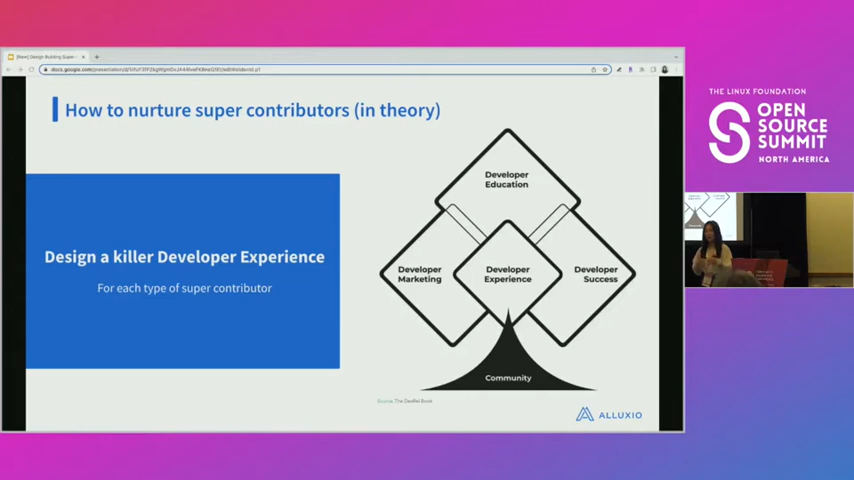 How to nurture super contributors (in theory)
Design a killer Developer Experience
For each type of super contributor
Developer
Education
Developer
Marketing
Developer
Experience
Developer
Success
Community
Source: The DevRel Book
ALLUXIO
THE LINUX FOUNDATION
OPEN
SOURCE
SUMMIT
NORTH AMERICA